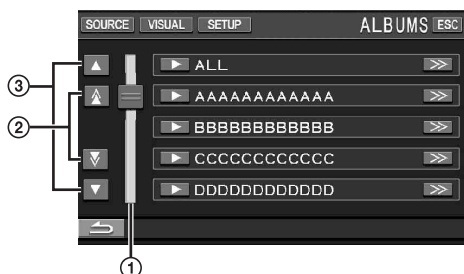 SOURCE VISUAL SETUP ALBUMS ESC
ALL
AAAAAAAAAAAA
BBBBBBBBBBBB
CCCCCCCCCCCC
DDDDDDDDDDDD
③
②
①